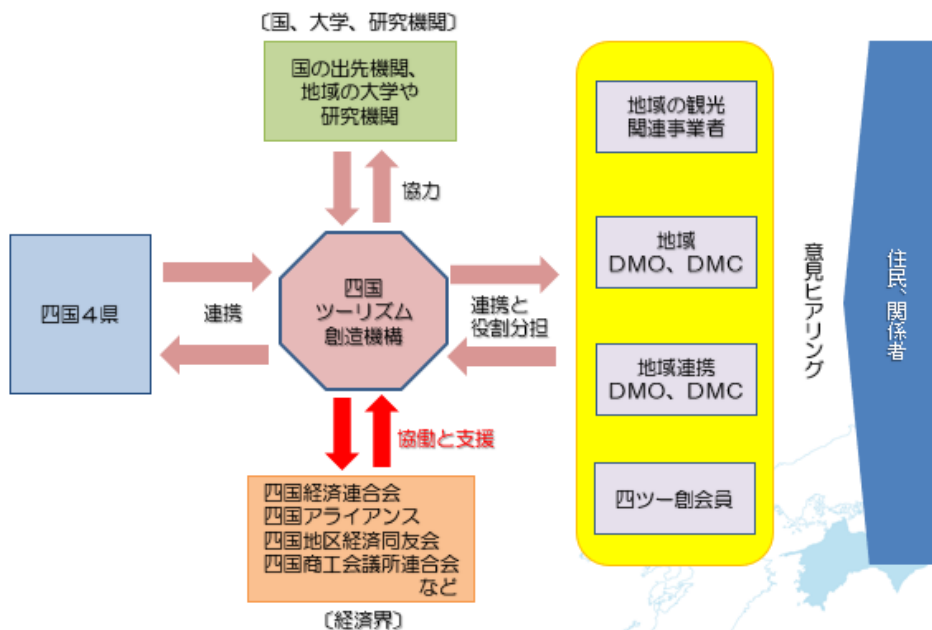 〔国、大学、研究機関〕
国の出先機関、
地域の大学や
研究機関
協力
四国４県
連携
四国
ツーリズム
創造機構
連携と
役割分担
協働と支援
四国経済連合会
四国アライアンス
四国地区経済同友会
四国商工会議所連合会
など
〔経済界〕
地域の観光
関連事業者
地域
ＤＭＯ、ＤＭＣ
地域連携
ＤＭＯ、ＤＭＣ
四ツ一創会員
意見ヒアリング
住民、関係者